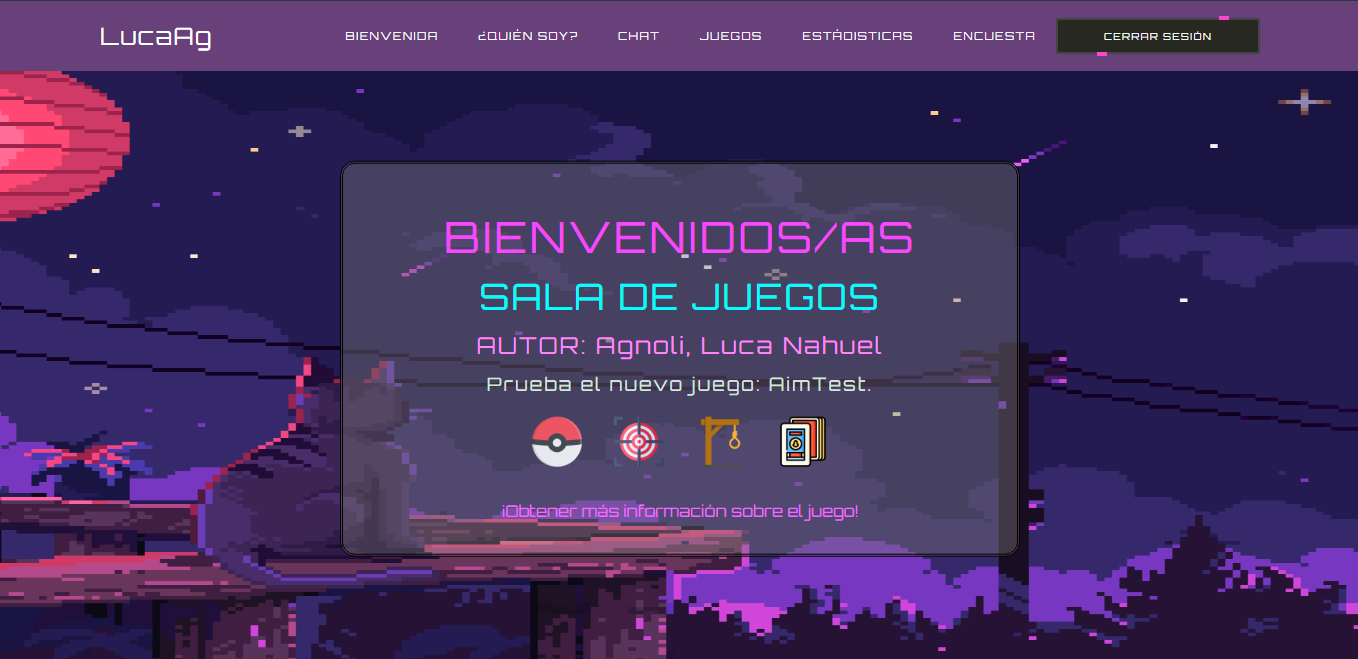 LucaAg
BIENVENIDA
¿QUIÉN SOY?
CHAT
JUEGOS
ESTÁDISTICAS
ENCUESTA
CERRAR SESIÓN
BIENVENIDOS/AS
SALA DE JUEGOS
AUTOR: Agnoli, Luca Nahuel
Prueba el nuevo juego: AimTest.
¡Obtener más información sobre el juego!